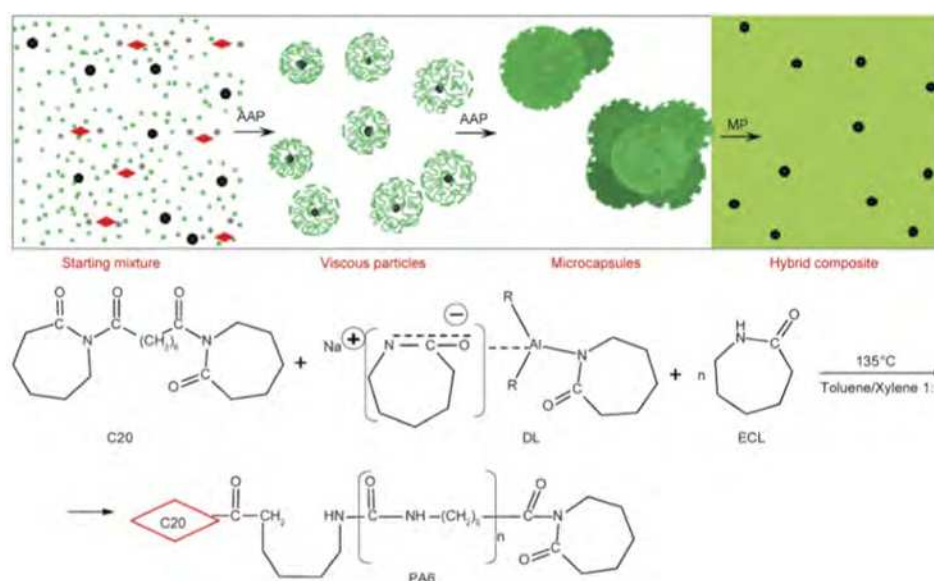 AAP
AAP
MP
Starting mixture
Viscous particles
Microcapsules
Hybrid composite
O
O
O
O
C
C
C
N
(CH₂)₆
N
C
O
C20
+
Na
+
N
C
O
−
R
Al
R
N
C
O
DL
+ n
H
N
C
O
ECL
135°C
Toluene/Xylene 1:
C20
O
C
CH₂
HN
O
C
NH
(CH₂)₅
n
O
C
N
C
O
PA6